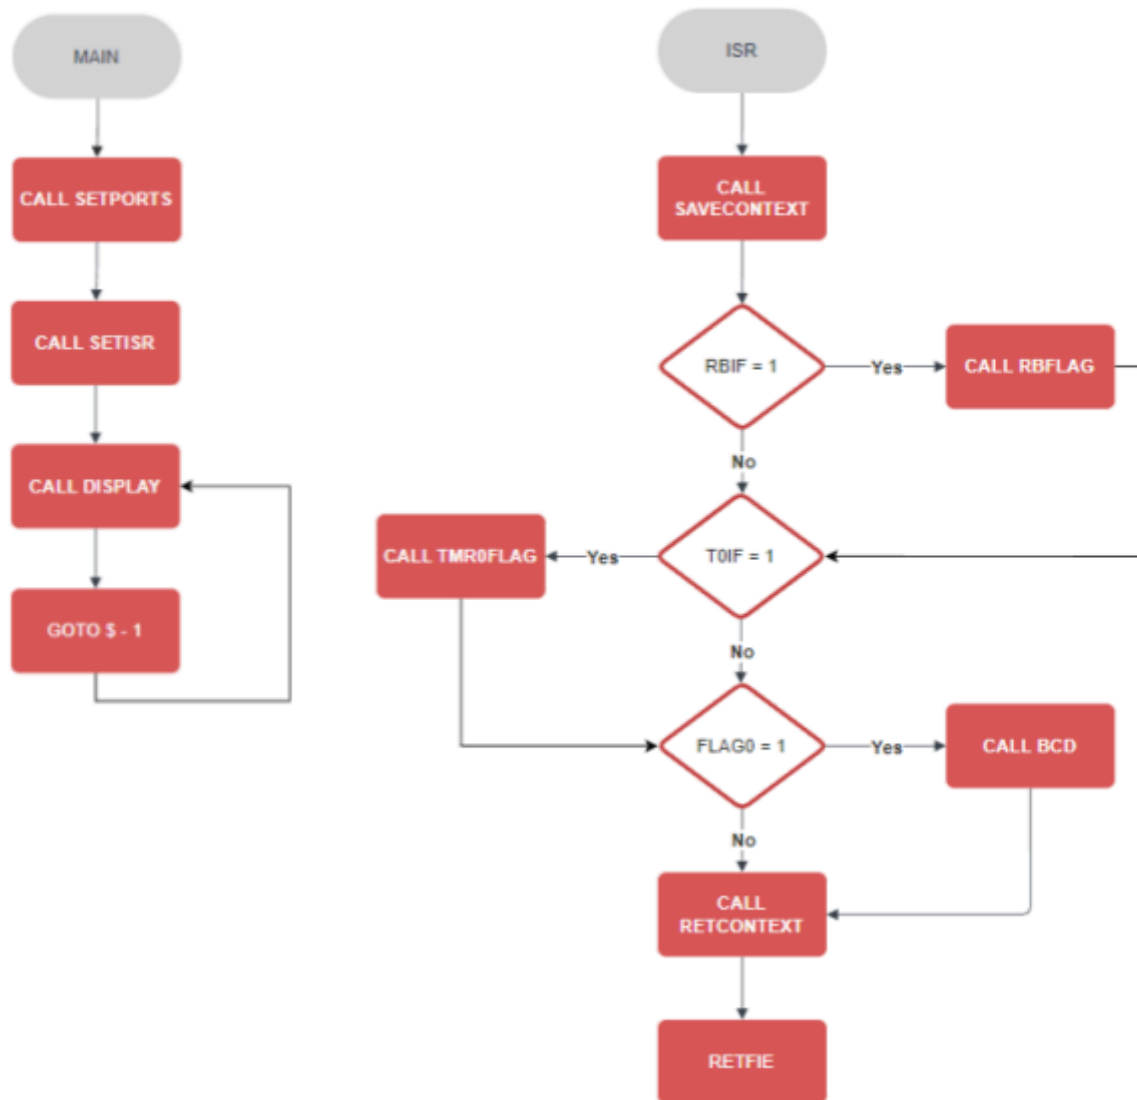 MAIN
CALL SETPORTS
CALL SETISR
CALL DISPLAY
GOTO $ - 1
ISR
CALL
SAVECONTEXT
RBIF = 1
Yes
CALL RBFLAG
No
CALL TMR0FLAG
Yes
T0IF = 1
No
FLAG0 = 1
Yes
CALL BCD
No
CALL
RETCONTEXT
RETFIE